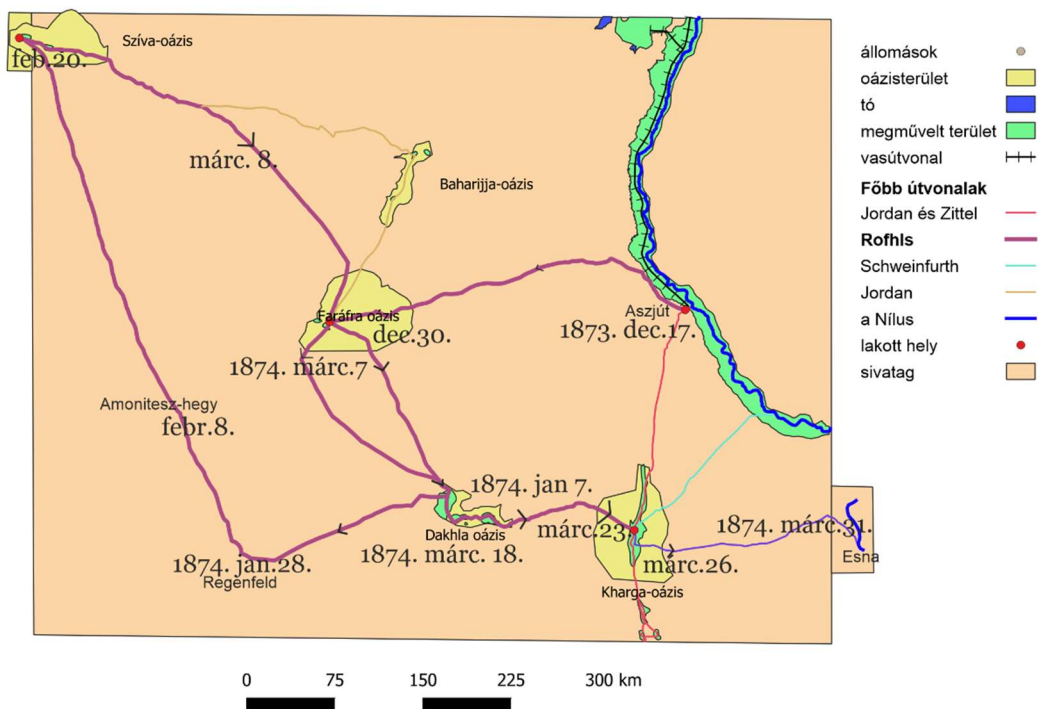 Szíva-oázis
feb.20.
márc. 8.
Baharijja-oázis
Faráfra oázis
dec.30.
Aszjút
1873. dec.17.
1874. márc.7
Amonitesz-hegy
febr.8.
1874. jan 7.
Dakhla oázis
márc.23.
1874. márc. 18.
1874. jan.28.
Regenfeld
márc.26.
Kharga-oázis
1874. márc.31.
Esna
állomások
oázisterület
tó
megművelt terület
vasútvonal
Főbb útvonalak
Jordan és Zittel
Rofhls
Schweinfurth
Jordan
a Nílus
lakott hely
sivatag
0 75 150 225 300 km